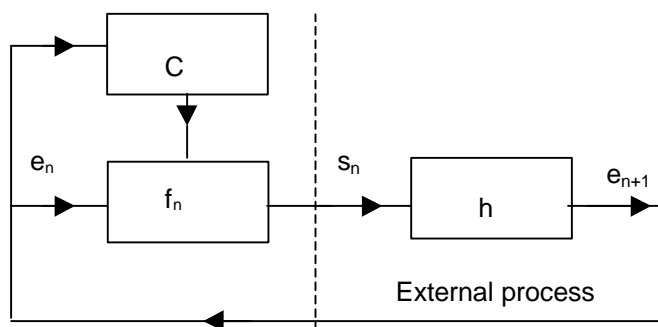 C
e_n
f_n
s_n
h
e_{n+1}
External process